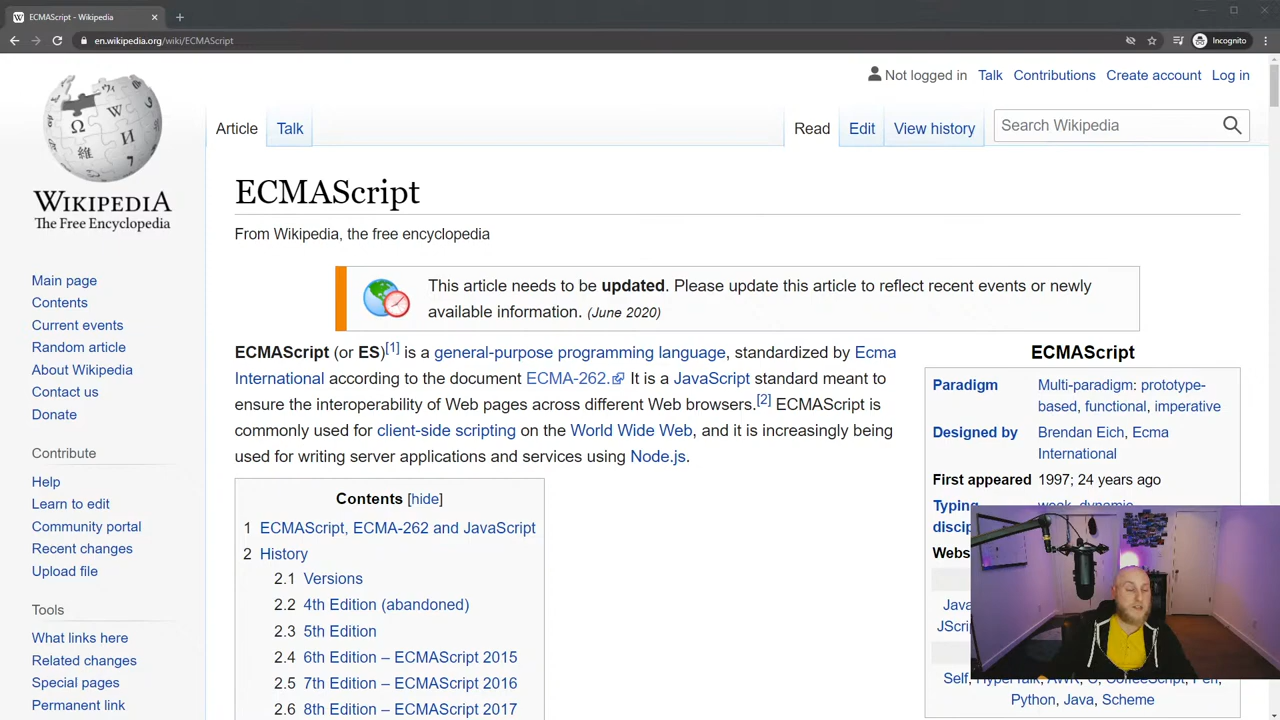 ECMAScript - Wikipedia
en.wikipedia.org/wiki/ECMAScript
Incognito
Not logged in Talk Contributions Create account Log in
Article Talk Read Edit View history Search Wikipedia
WIKIPEDIA
The Free Encyclopedia
Main page
Contents
Current events
Random article
About Wikipedia
Contact us
Donate
Contribute
Help
Learn to edit
Community portal
Recent changes
Upload file
Tools
What links here
Related changes
Special pages
Permanent link
ECMAScript
From Wikipedia, the free encyclopedia
This article needs to be updated. Please update this article to reflect recent events or newly
available information. (June 2020)
ECMAScript (or ES)[1] is a general-purpose programming language, standardized by Ecma
International according to the document ECMA-262. It is a JavaScript standard meant to
ensure the interoperability of Web pages across different Web browsers.[2] ECMAScript is
commonly used for client-side scripting on the World Wide Web, and it is increasingly being
used for writing server applications and services using Node.js.
Contents [hide]
1 ECMAScript, ECMA-262 and JavaScript
2 History
2.1 Versions
2.2 4th Edition (abandoned)
2.3 5th Edition
2.4 6th Edition – ECMAScript 2015
2.5 7th Edition – ECMAScript 2016
2.6 8th Edition – ECMAScript 2017
ECMAScript
Paradigm Multi-paradigm: prototype-
based, functional, imperative
Designed by Brendan Eich, Ecma
International
First appeared 1997; 24 years ago
Typing weak, dynamic
Self, HyperTalk, AWK, C, CoffeeScript, Perl,
Python, Java, Scheme